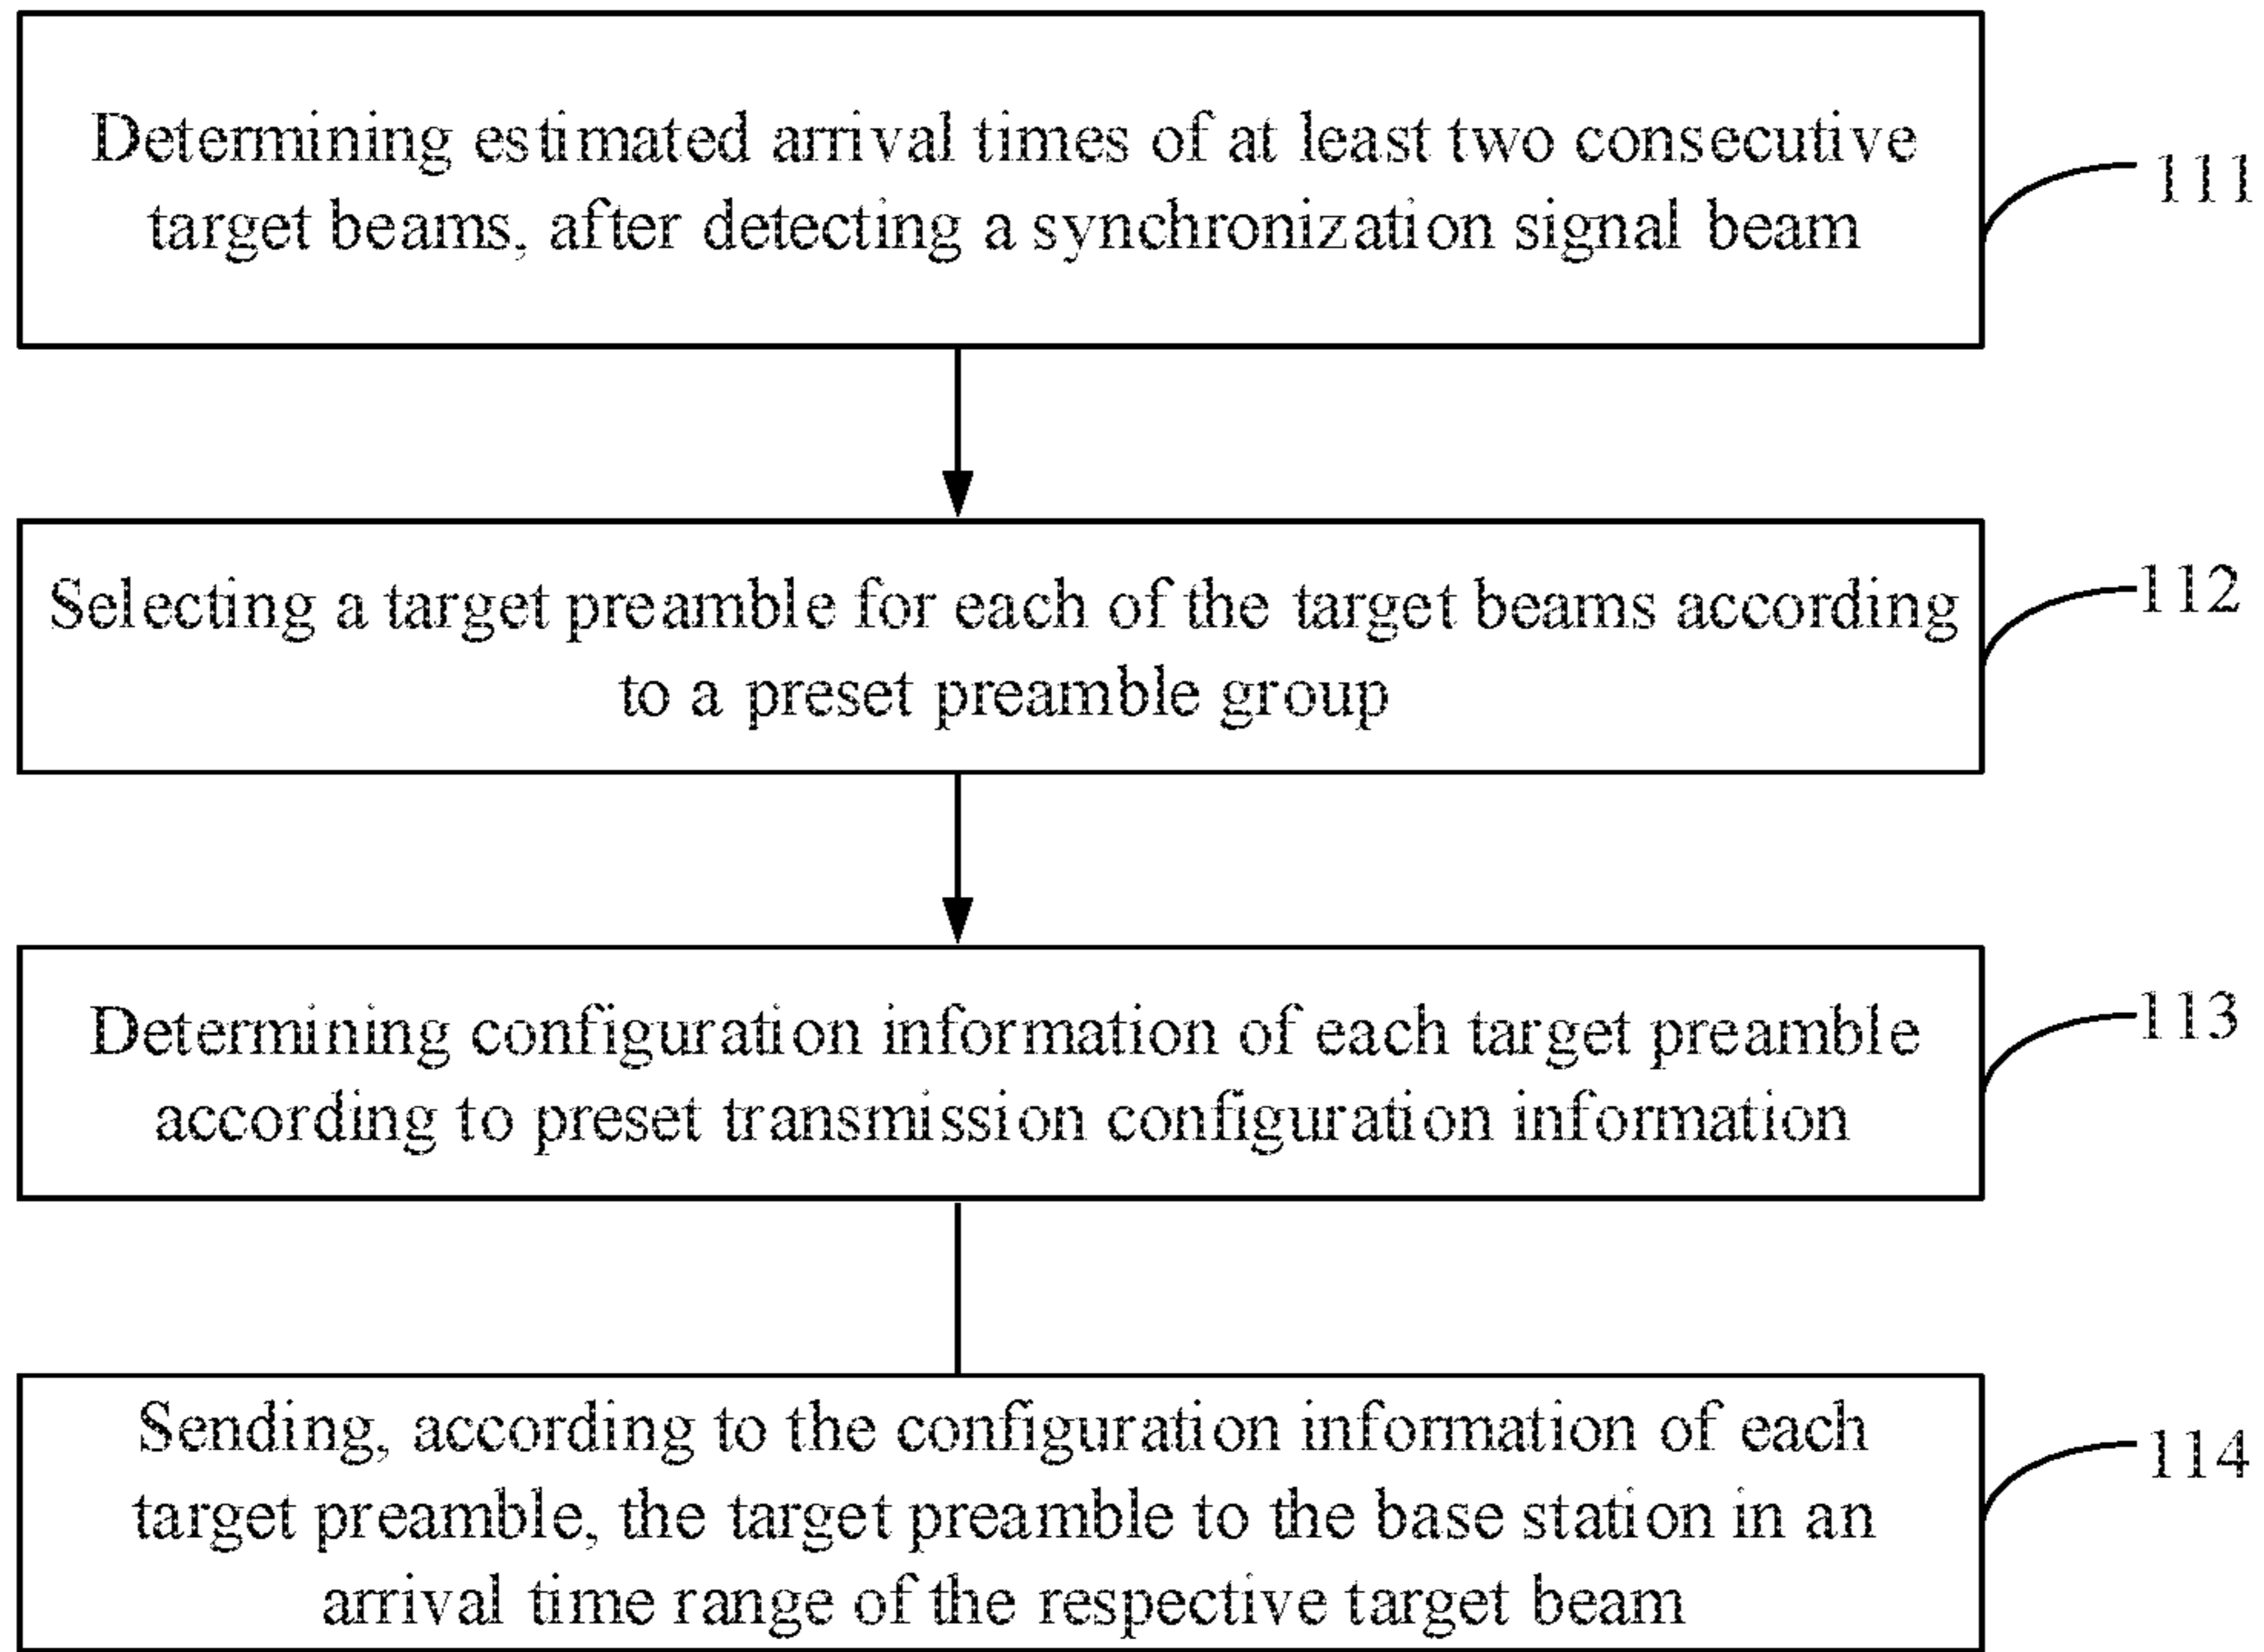 Determining estimated arrival times of at least two consecutive
target beams, after detecting a synchronization signal beam
111
Selecting a target preamble for each of the target beams according
to a preset preamble group
112
Determining configuration information of each target preamble
according to preset transmission configuration information
113
Sending, according to the configuration information of each
target preamble, the target preamble to the base station in an
arrival time range of the respective target beam
114